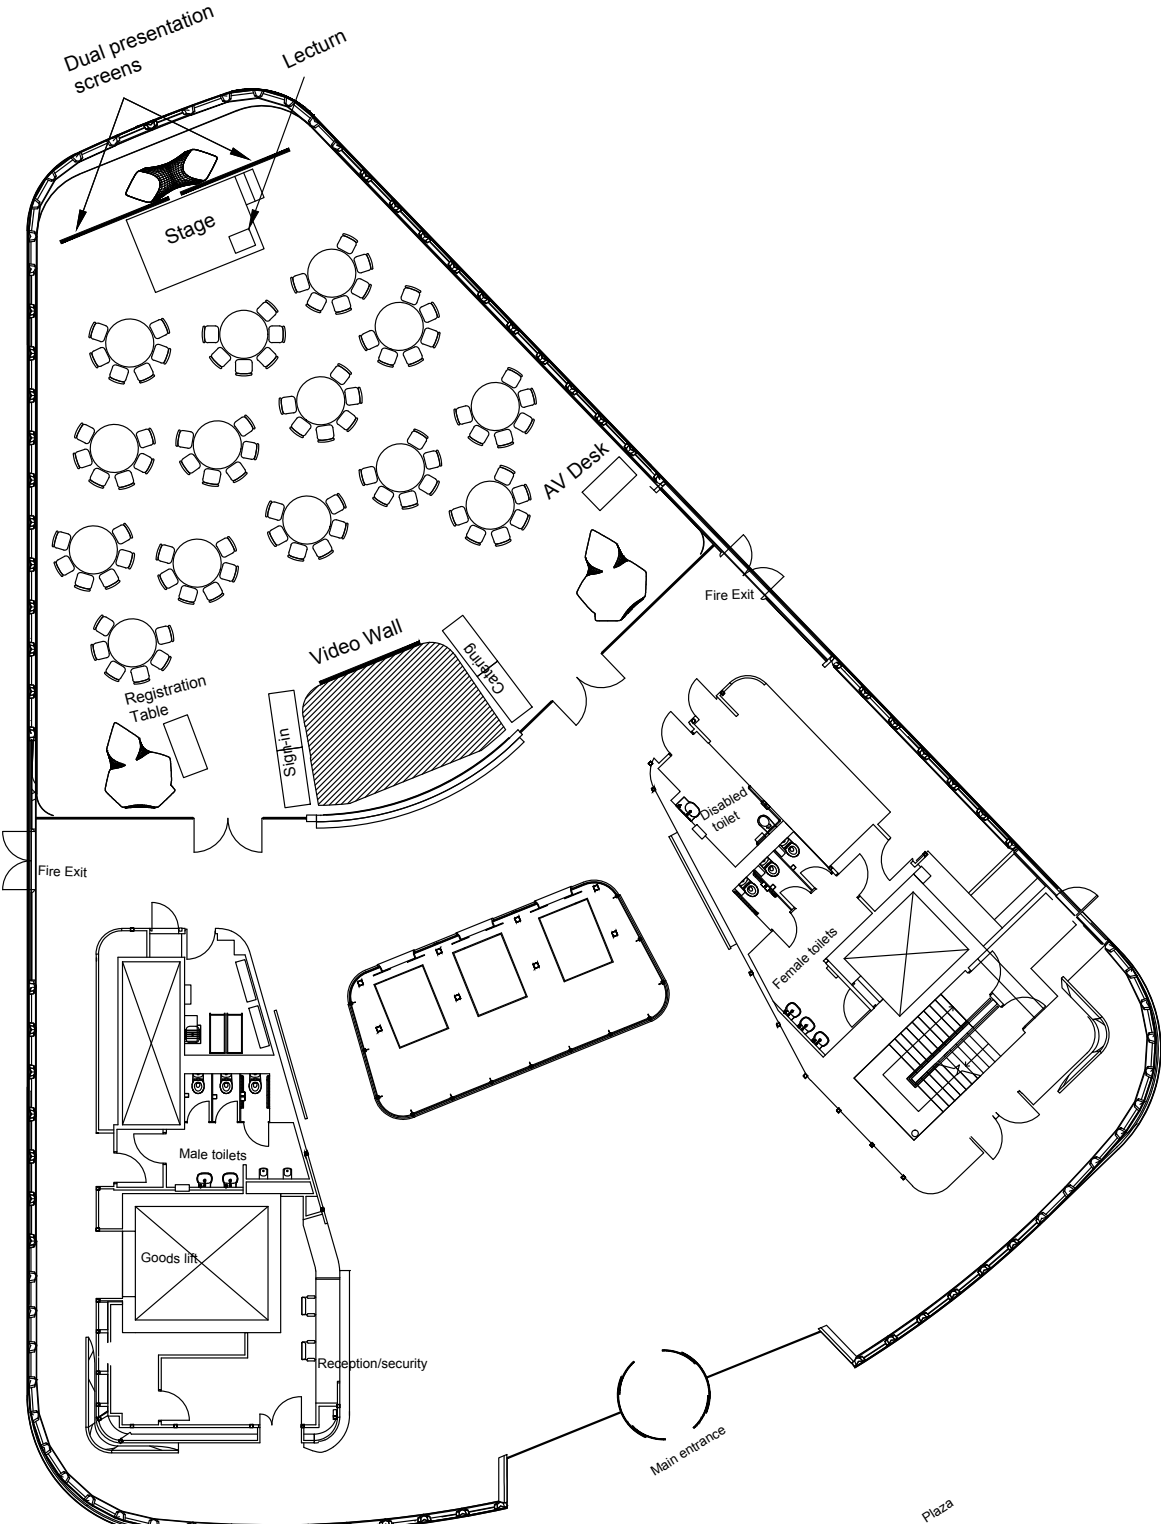 Dual presentation
screens
Lecturn
Stage
AV Desk
Fire Exit
Video Wall
Catering
Registration
Table
Sign-in
Disabled
toilet
Fire Exit
Female toilets
Male toilets
Goods lift
Reception/security
Main entrance
Plaza